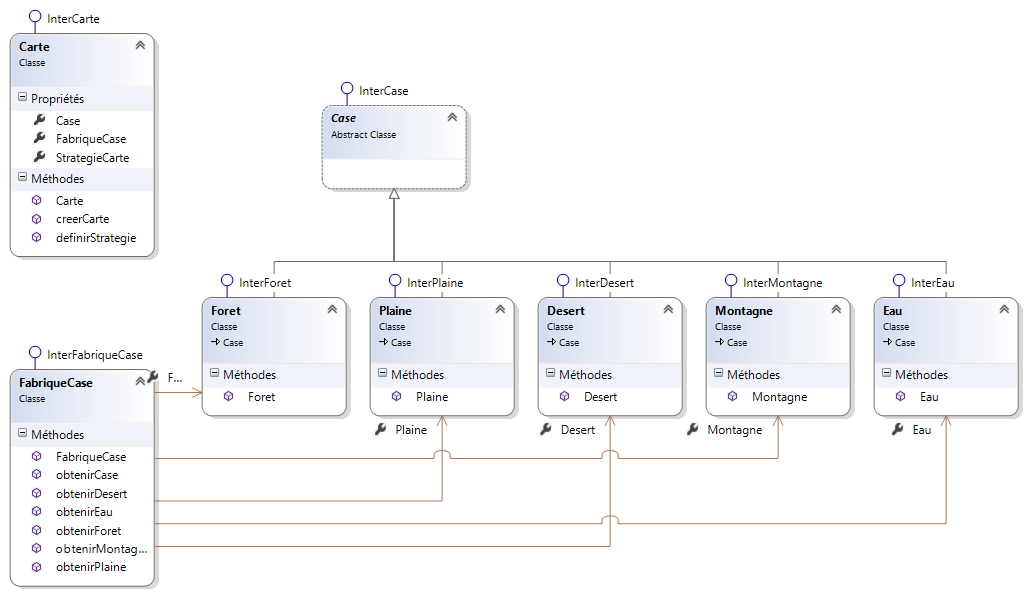 InterCarte
Carte
Classe
Propriétés
Case
FabriqueCase
StrategieCarte
Méthodes
Carte
creerCarte
definirStrategie
InterCase
Case
Abstract Classe
InterForet
Foret
Classe
Case
Méthodes
Foret
InterPlaine
Plaine
Classe
Case
Méthodes
Plaine
InterDesert
Desert
Classe
Case
Méthodes
Desert
InterMontagne
Montagne
Classe
Case
Méthodes
Montagne
InterEau
Eau
Classe
Case
Méthodes
Eau
InterFabriqueCase
FabriqueCase
Classe
Méthodes
FabriqueCase
obtenirCase
obtenirDesert
obtenirEau
obtenirForet
obtenirMontag...
obtenirPlaine
F...
Plaine
Desert
Montagne
Eau